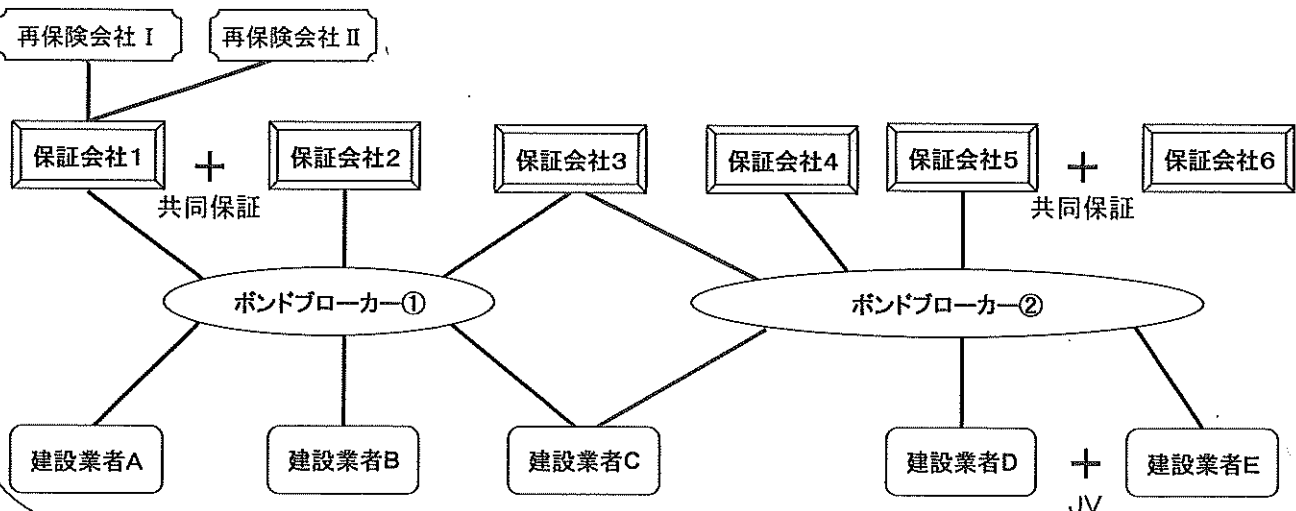 再保険会社Ⅰ
再保険会社Ⅱ
保証会社1
+
保証会社2
保証会社3
保証会社4
保証会社5
+
保証会社6
共同保証
共同保証
ボンドブローカー①
ボンドブローカー②
建設業者A
建設業者B
建設業者C
建設業者D
+
建設業者E
JV